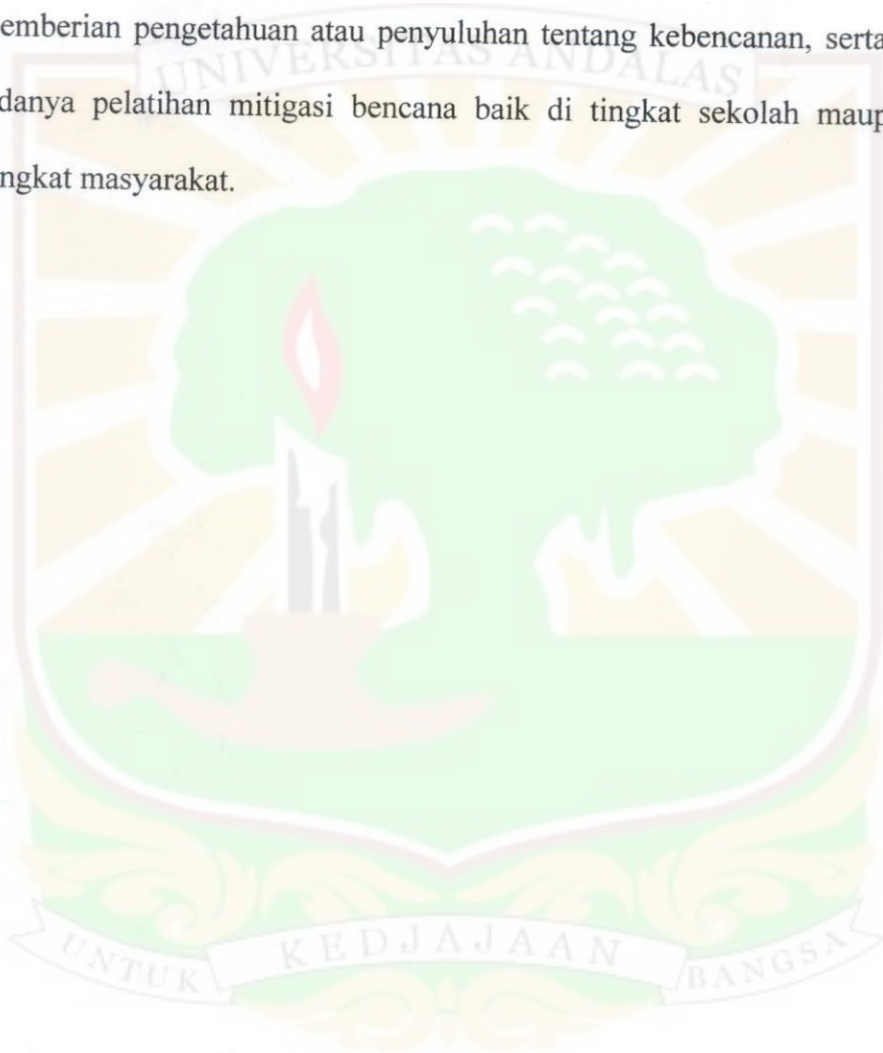 emberian pengetahuan atau penyuluhan tentang kebencanan, serta
UNIVERSITAS ANDALAS
danya pelatihan mitigasi bencana baik di tingkat sekolah maup
ngkat masyarakat.
UNTUK KEDJAJAAN BANGSA